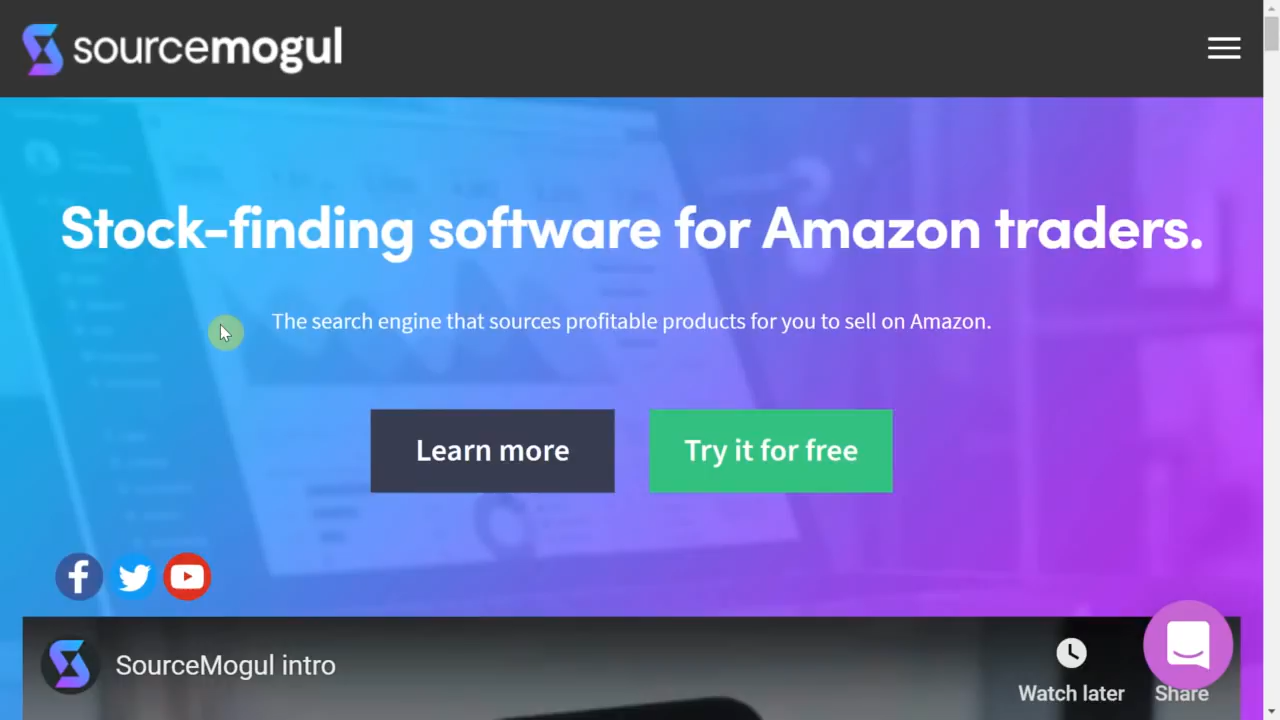 sourcemogul
Stock-finding software for Amazon traders.
The search engine that sources profitable products for you to sell on Amazon.
Learn more
Try it for free
SourceMogul intro
Watch later
Share